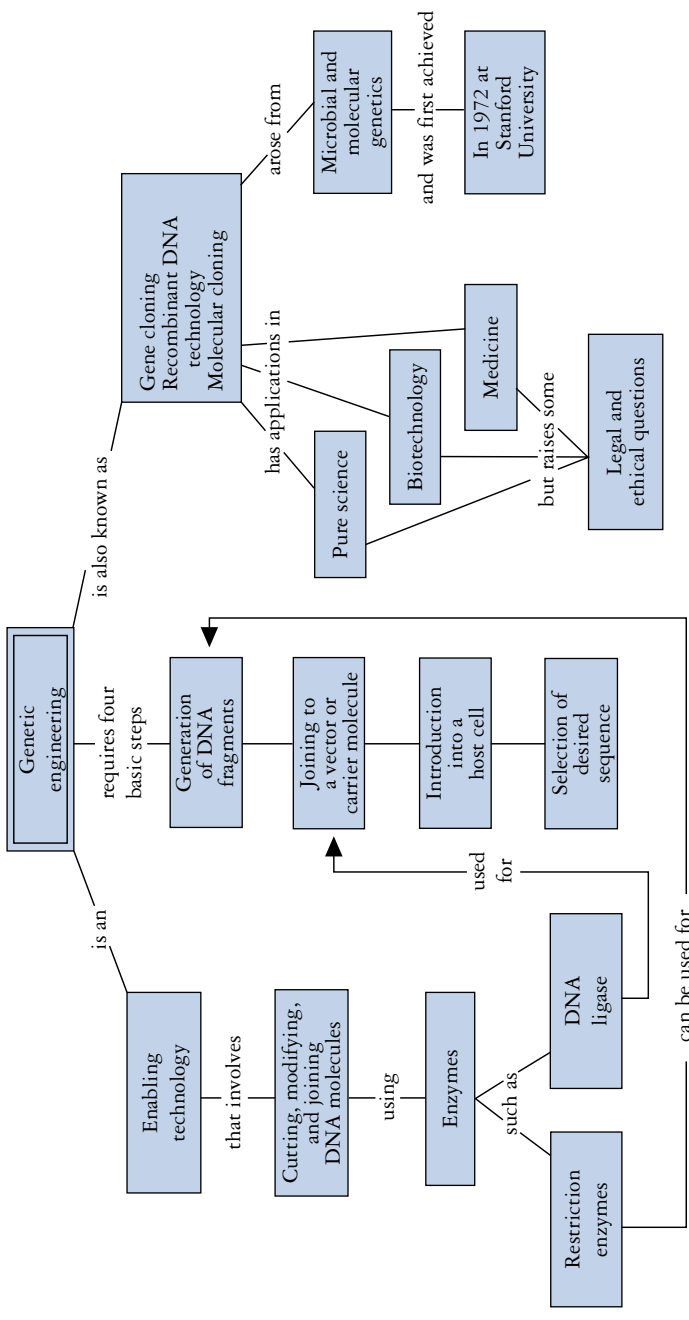 Genetic
engineering
is an
requires four
basic steps
is also known as
Enabling
technology
that involves
Cutting, modifying,
and joining
DNA molecules
using
Enzymes
such as
Restriction
enzymes
DNA
ligase
used
for
can be used for
Generation
of DNA
fragments
Joining to
a vector or
carrier molecule
Introduction
into a
host cell
Selection of
desired
sequence
Gene cloning
Recombinant DNA
technology
Molecular cloning
has applications in
Pure science
Biotechnology
Medicine
but raises some
Legal and
ethical questions
arose from
Microbial and
molecular
genetics
and was first achieved
In 1972 at
Stanford
University